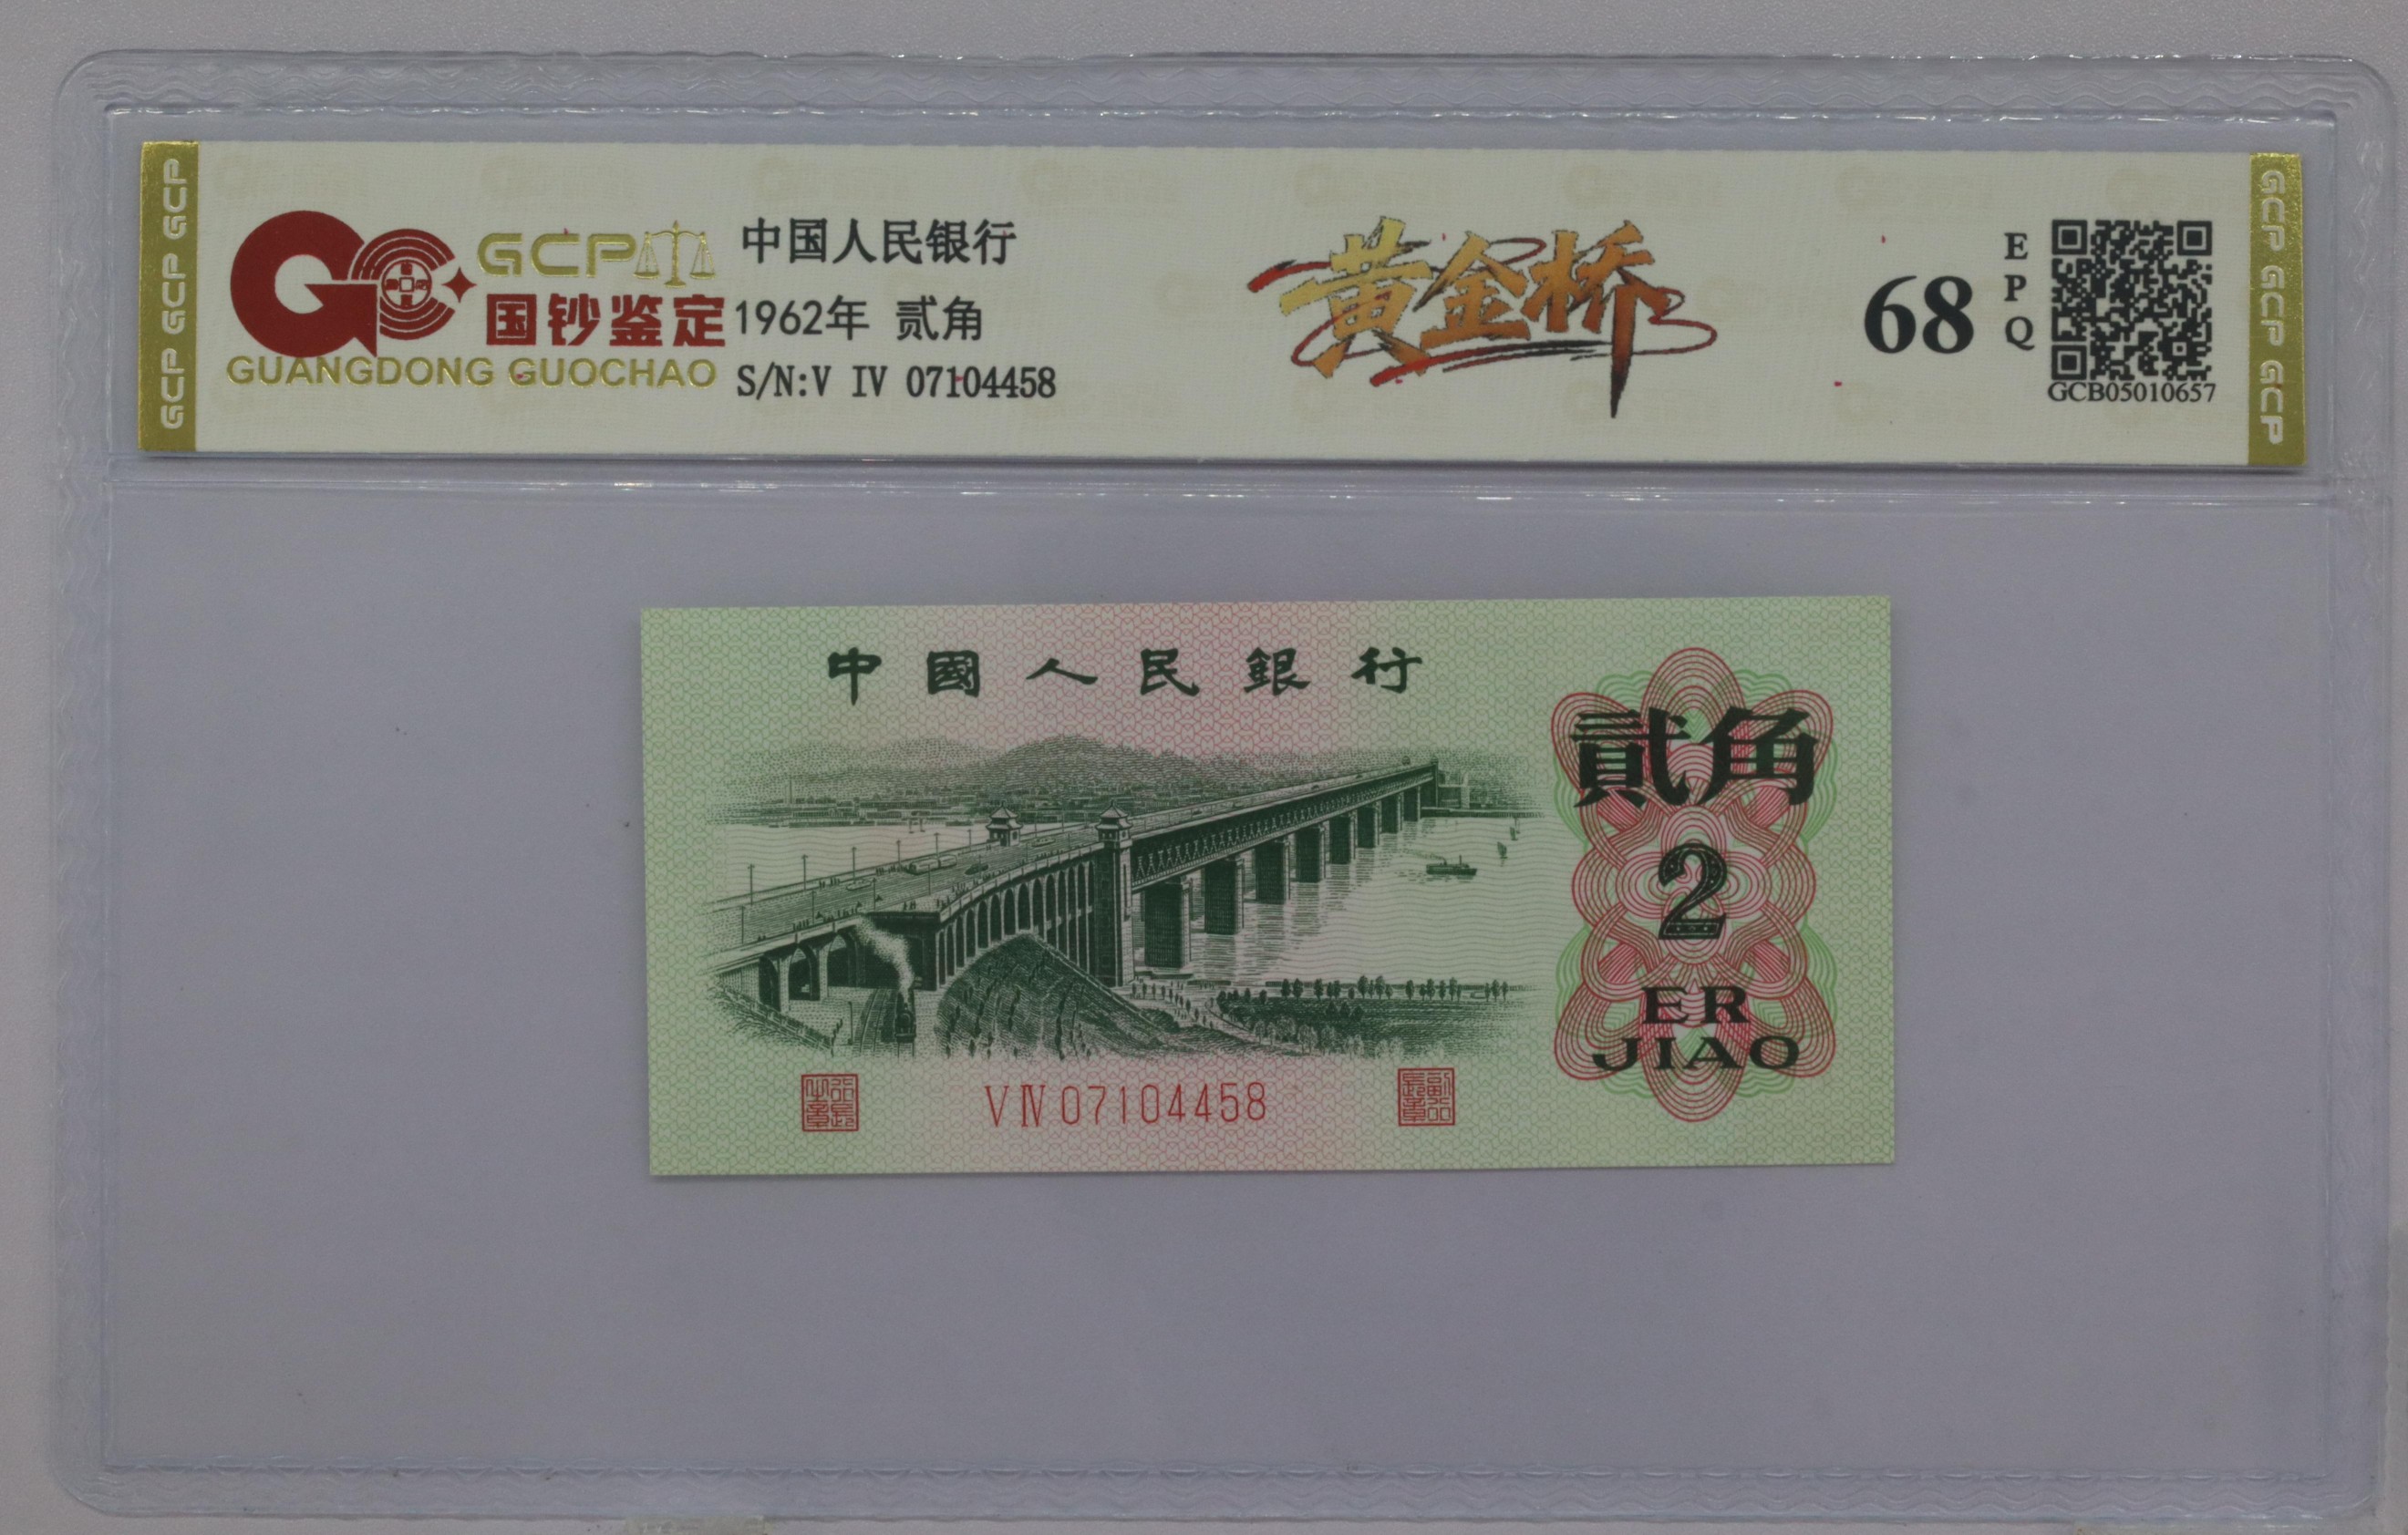 GCP GCP GCP
GCP
国钞鉴定
GUANGDONG GUOCHAO
中国人民银行
1962年 贰角
S/N:V IV 07104458
黄金桥
68
EPQ
GCB05010657
GCP GCP GCP
中國人民銀行
貳角
2
ER
JIAO
V IV 07104458